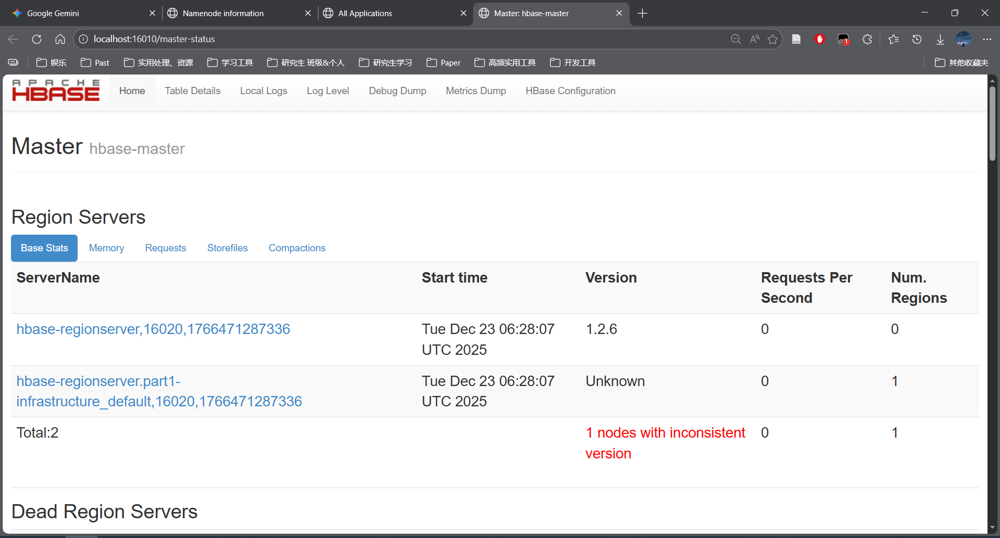 Google Gemini
Namenode information
All Applications
Master: hbase-master
localhost:16010/master-status
娱乐
Past
实用处理、资源
学习工具
研究生 班级&个人
研究生学习
Paper
高频实用工具
开发工具
其他收藏夹
APACHE
HBASE
Home
Table Details
Local Logs
Log Level
Debug Dump
Metrics Dump
HBase Configuration
Master hbase-master
Region Servers
Base Stats
Memory
Requests
Storefiles
Compactions
ServerName
Start time
Version
Requests Per
Second
Num.
Regions
hbase-regionserver,16020,1766471287336
Tue Dec 23 06:28:07
UTC 2025
1.2.6
0
0
hbase-regionserver.part1-
infrastructure_default,16020,1766471287336
Tue Dec 23 06:28:07
UTC 2025
Unknown
0
1
Total:2
1 nodes with inconsistent
version
0
1
Dead Region Servers